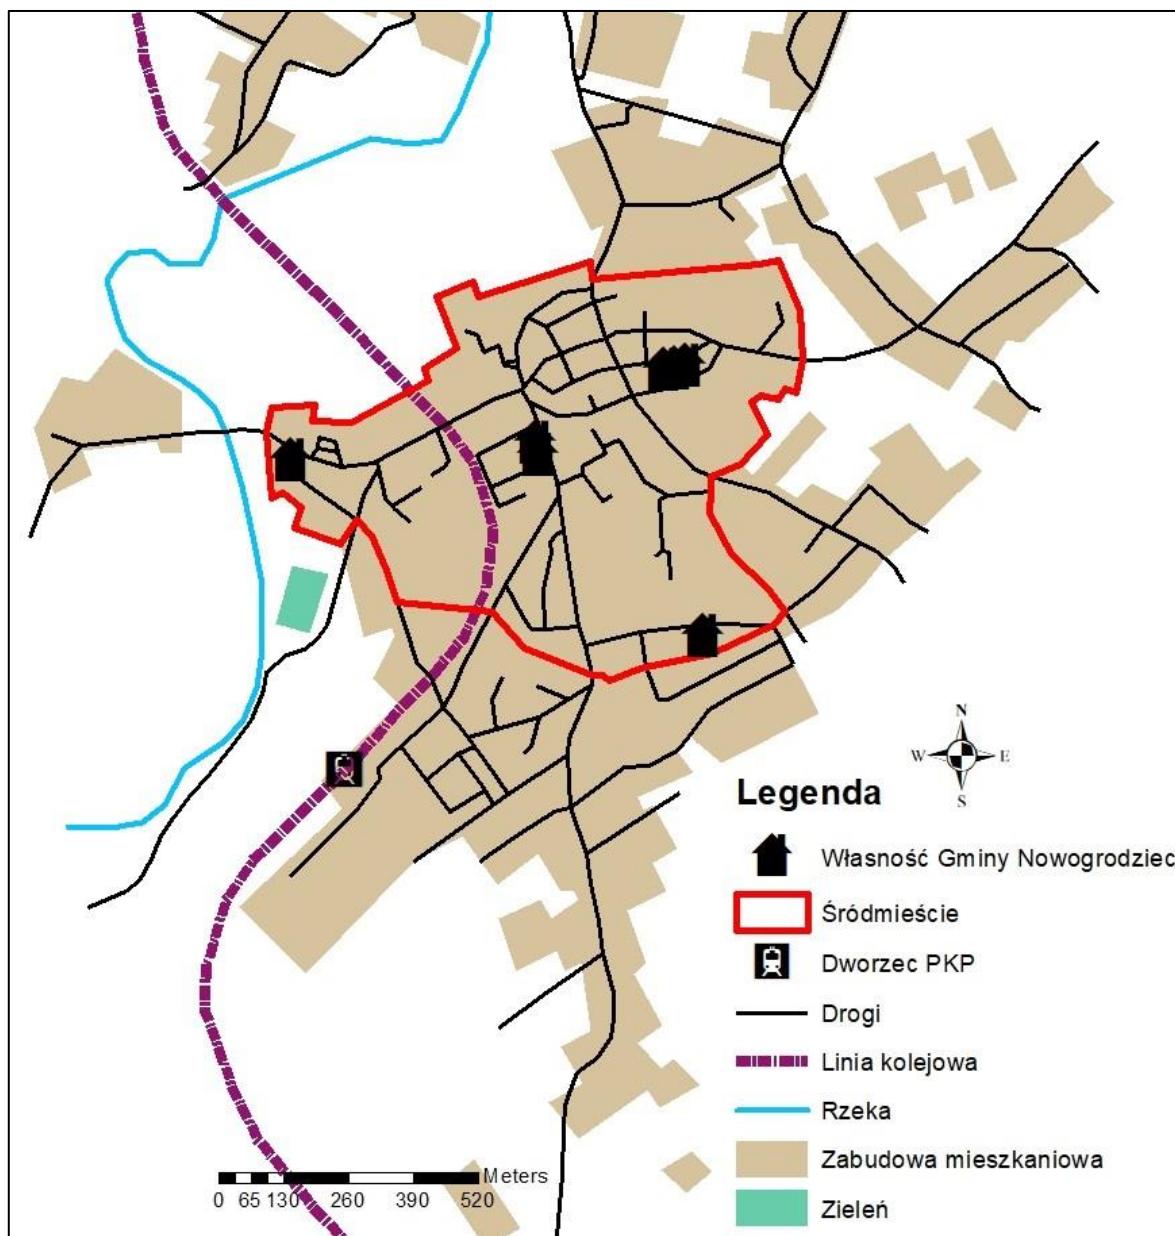 N
W E
S
Legenda
Własność Gminy Nowogrodziec
Śródmieście
Dworzec PKP
Drogi
Linia kolejowa
Rzeka
Zabudowa mieszkaniowa
Zieleń
Meters
0 65 130 260 390 520